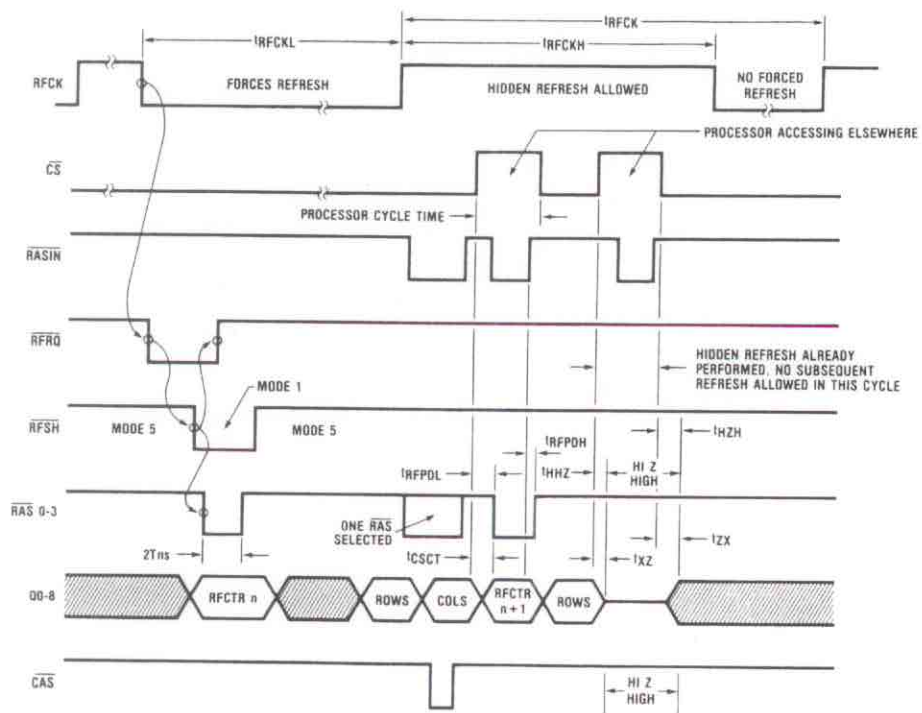 tRFCK
tRFCKL
tRFCKH
RFCK
FORCES REFRESH
HIDDEN REFRESH ALLOWED
NO FORCED
REFRESH
PROCESSOR ACCESSING ELSEWHERE
CS
PROCESSOR CYCLE TIME
RASIN
RFRQ
HIDDEN REFRESH ALREADY
PERFORMED, NO SUBSEQUENT
REFRESH ALLOWED IN THIS CYCLE
MODE 1
RFSH
MODE 5
MODE 5
tHZH
tRFPDH
tRFPDL
tHHZ
HI Z
HIGH
RAS 0-3
ONE RAS
SELECTED
2Tns
tCSCT
tXZ
tZX
Q0-8
RFCTR n
ROWS
COLS
RFCTR
n + 1
ROWS
CAS
HI Z
HIGH